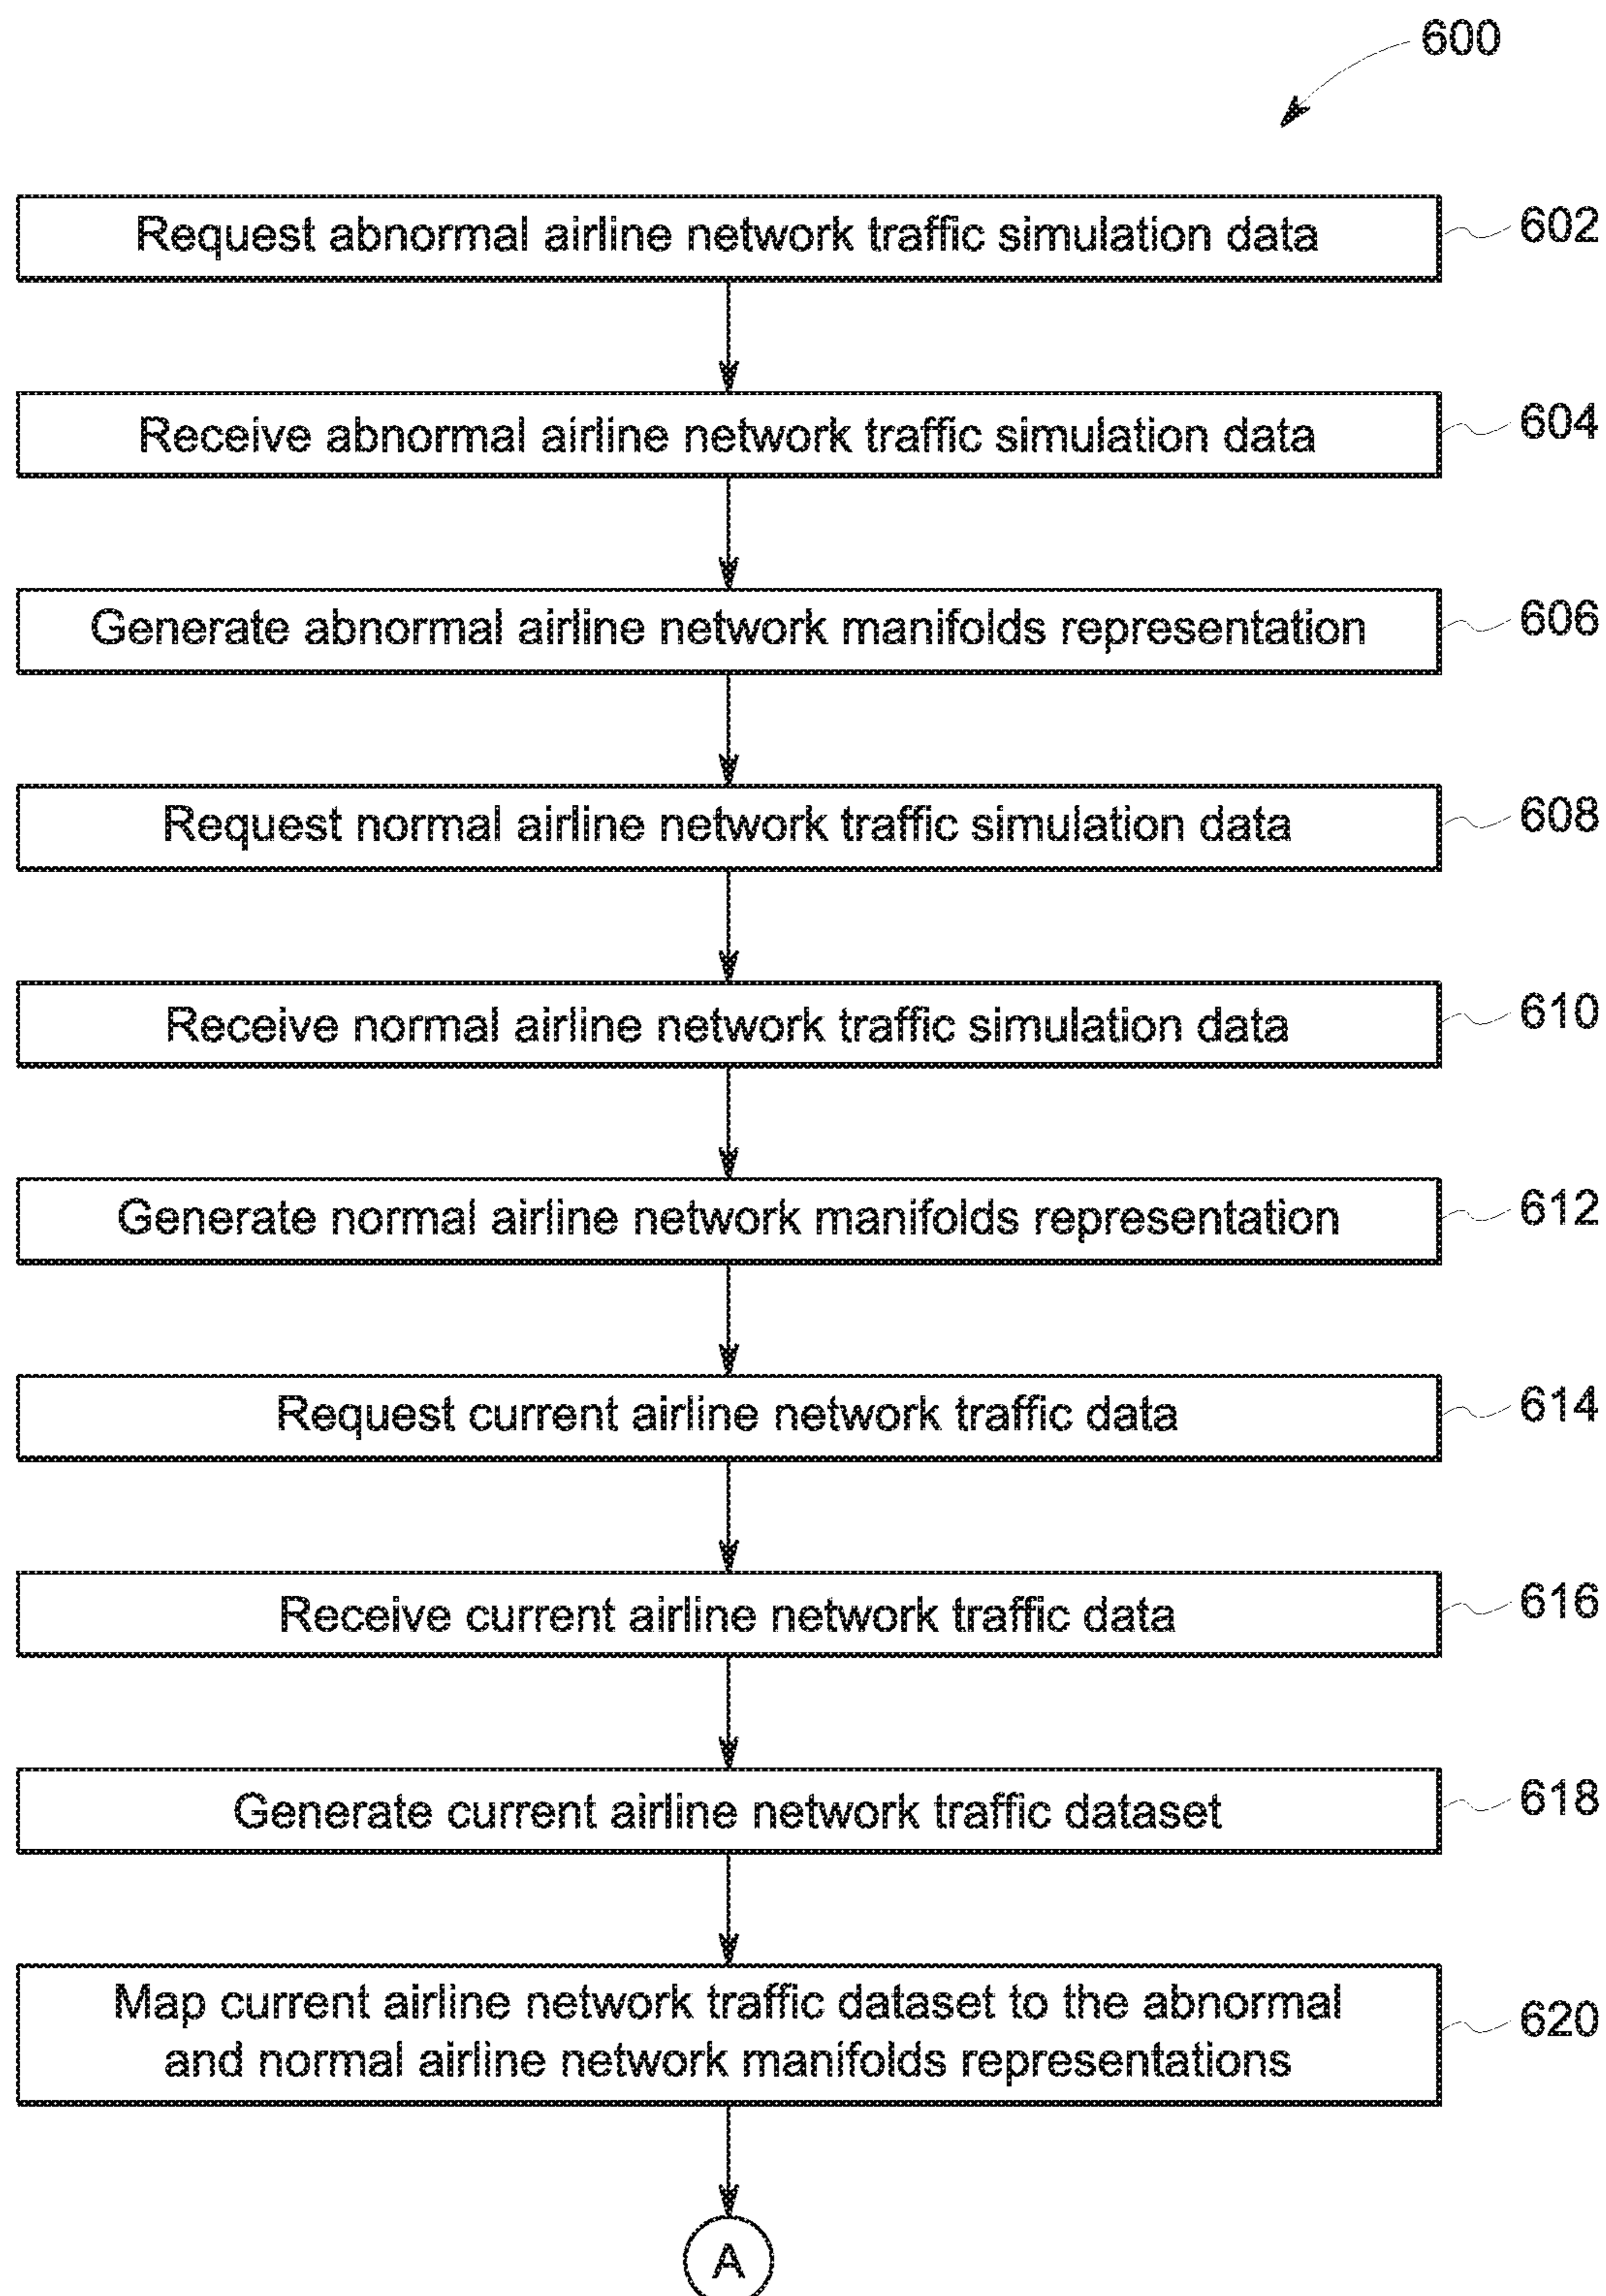 600
Request abnormal airline network traffic simulation data
602
Receive abnormal airline network traffic simulation data
604
Generate abnormal airline network manifolds representation
606
Request normal airline network traffic simulation data
608
Receive normal airline network traffic simulation data
610
Generate normal airline network manifolds representation
612
Request current airline network traffic data
614
Receive current airline network traffic data
616
Generate current airline network traffic dataset
618
Map current airline network traffic dataset to the abnormal
and normal airline network manifolds representations
620
A